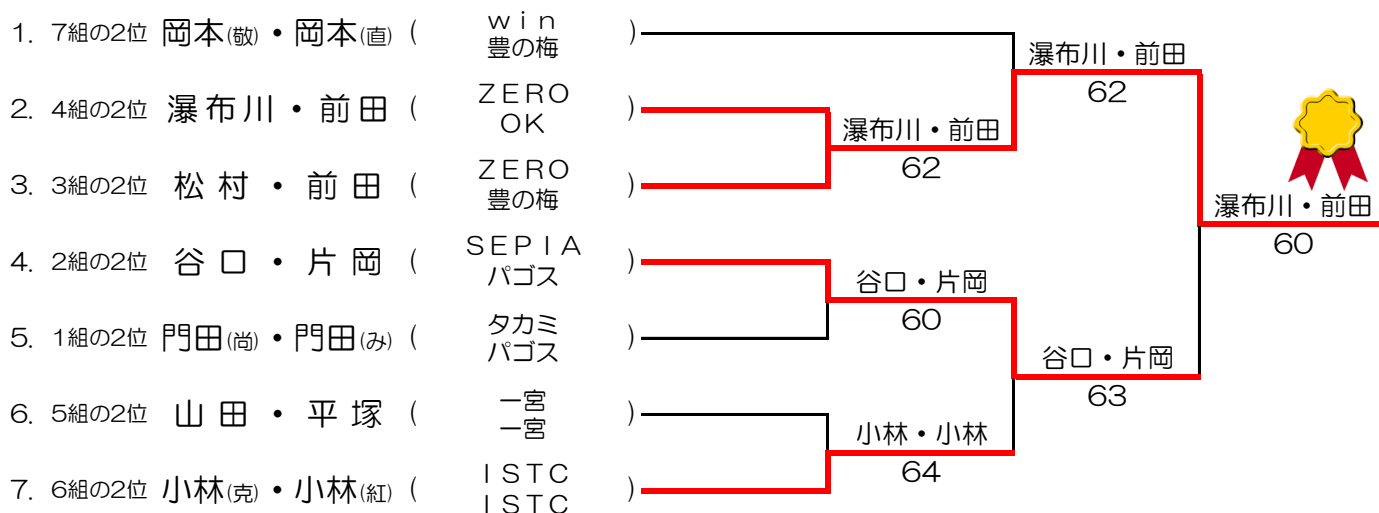 1. 7組の2位 岡本(敬)・岡本(直) ( win )
豊の梅
2. 4組の2位 瀑布川・前田 ( ZERO )
OK
3. 3組の2位 松村・前田 ( ZERO )
豊の梅
4. 2組の2位 谷口・片岡 ( SEPIA )
パゴス
5. 1組の2位 門田(尚)・門田(み) ( タカミ )
パゴス
6. 5組の2位 山田・平塚 ( 一宮 )
一宮
7. 6組の2位 小林(克)・小林(紅) ( ISTC )
ISTC
瀑布川・前田
62
谷口・片岡
60
小林・小林
64
瀑布川・前田
62
谷口・片岡
63
瀑布川・前田
60